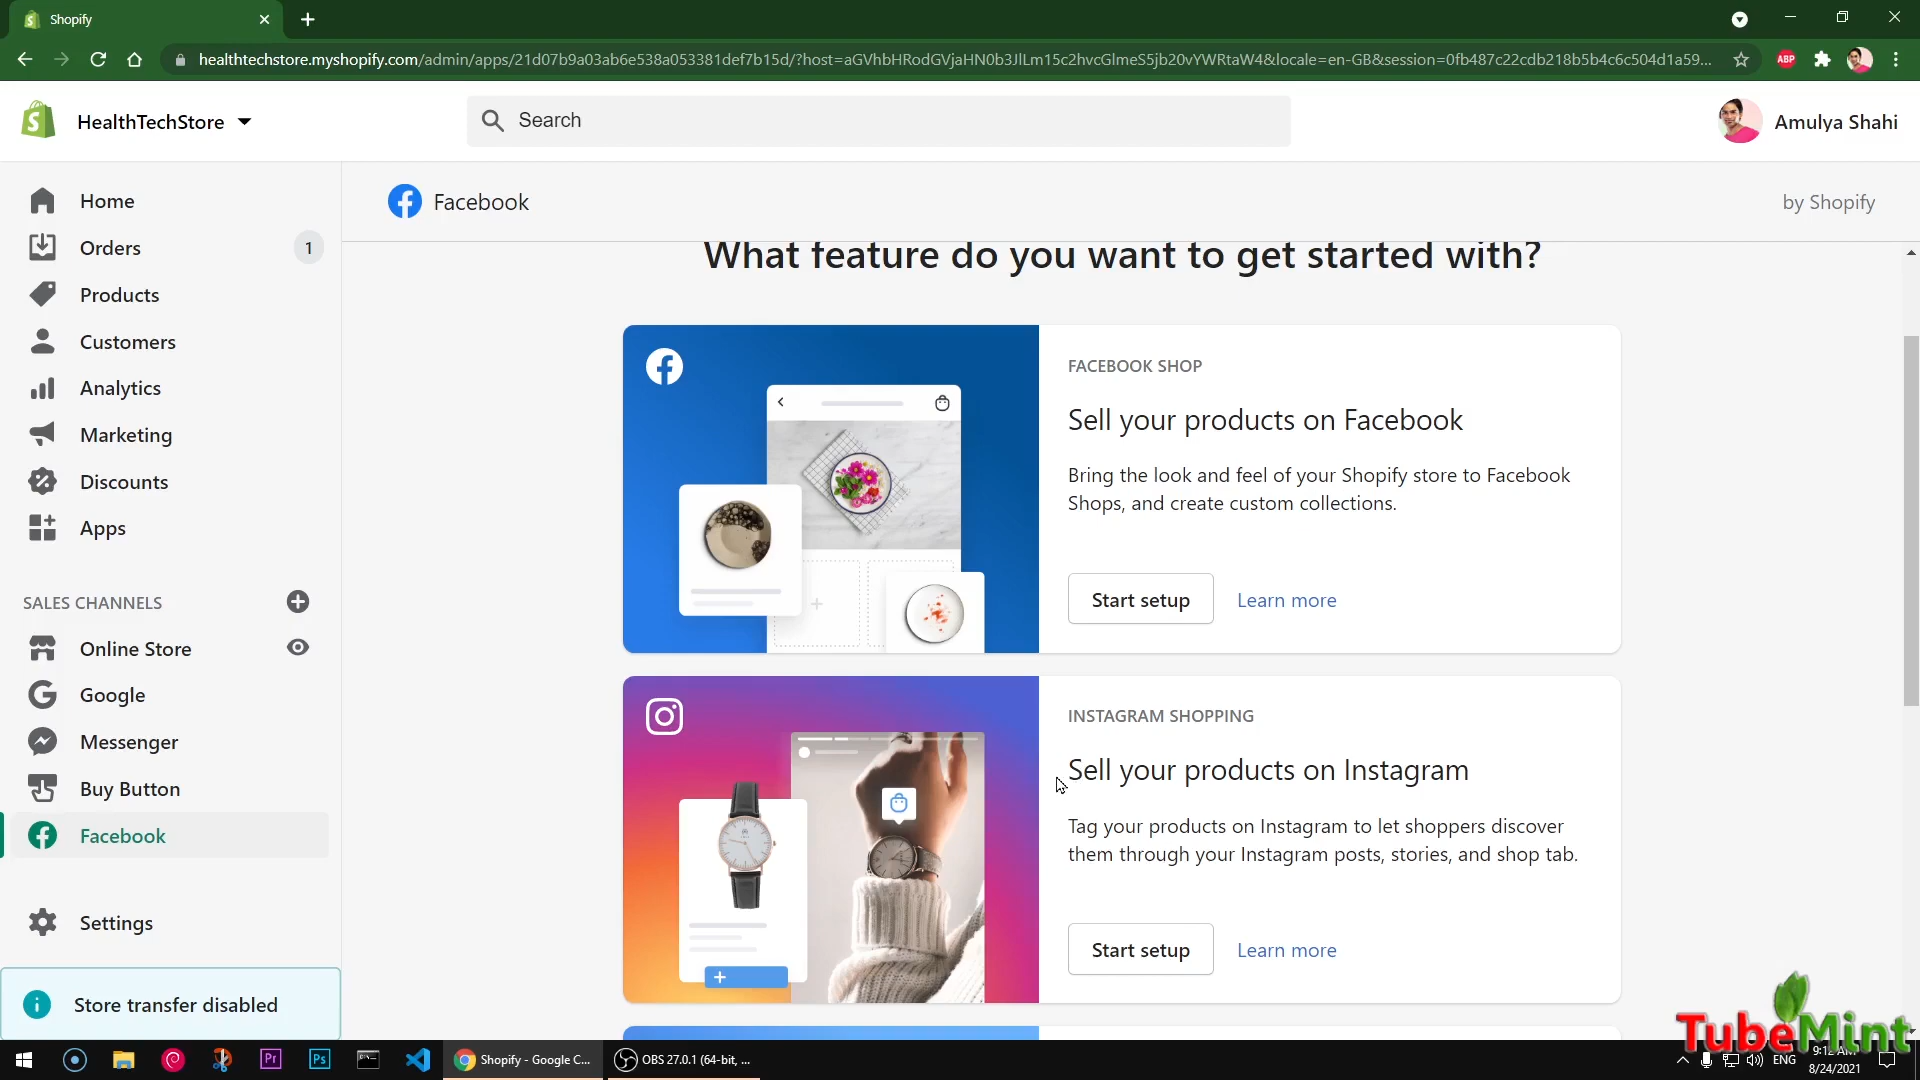 Shopify
healthtechstore.myshopify.com/admin/apps/21d07b9a03ab6e538a053381def7b15d/?host=aGVhbHRodGVjaHN0b3JlLm15c2hvcGlmeS5jb20vYWRtaW4&locale=en-GB&session=0fb487c22cdb218b5b4c6c504d1a59...
ABP
HealthTechStore
Search
Amulya Shahi
Home
Orders
1
Products
Customers
Analytics
Marketing
Discounts
Apps
SALES CHANNELS
Online Store
Google
Messenger
Buy Button
Facebook
Settings
Store transfer disabled
Facebook
by Shopify
What feature do you want to get started with?
FACEBOOK SHOP
Sell your products on Facebook
Bring the look and feel of your Shopify store to Facebook
Shops, and create custom collections.
Start setup
Learn more
INSTAGRAM SHOPPING
Sell your products on Instagram
Tag your products on Instagram to let shoppers discover
them through your Instagram posts, stories, and shop tab.
Start setup
Learn more
TubeMint
Pr
Ps
Shopify - Google C...
OBS 27.0.1 (64-bit, ...
ENG
9:12 AM
8/24/2021